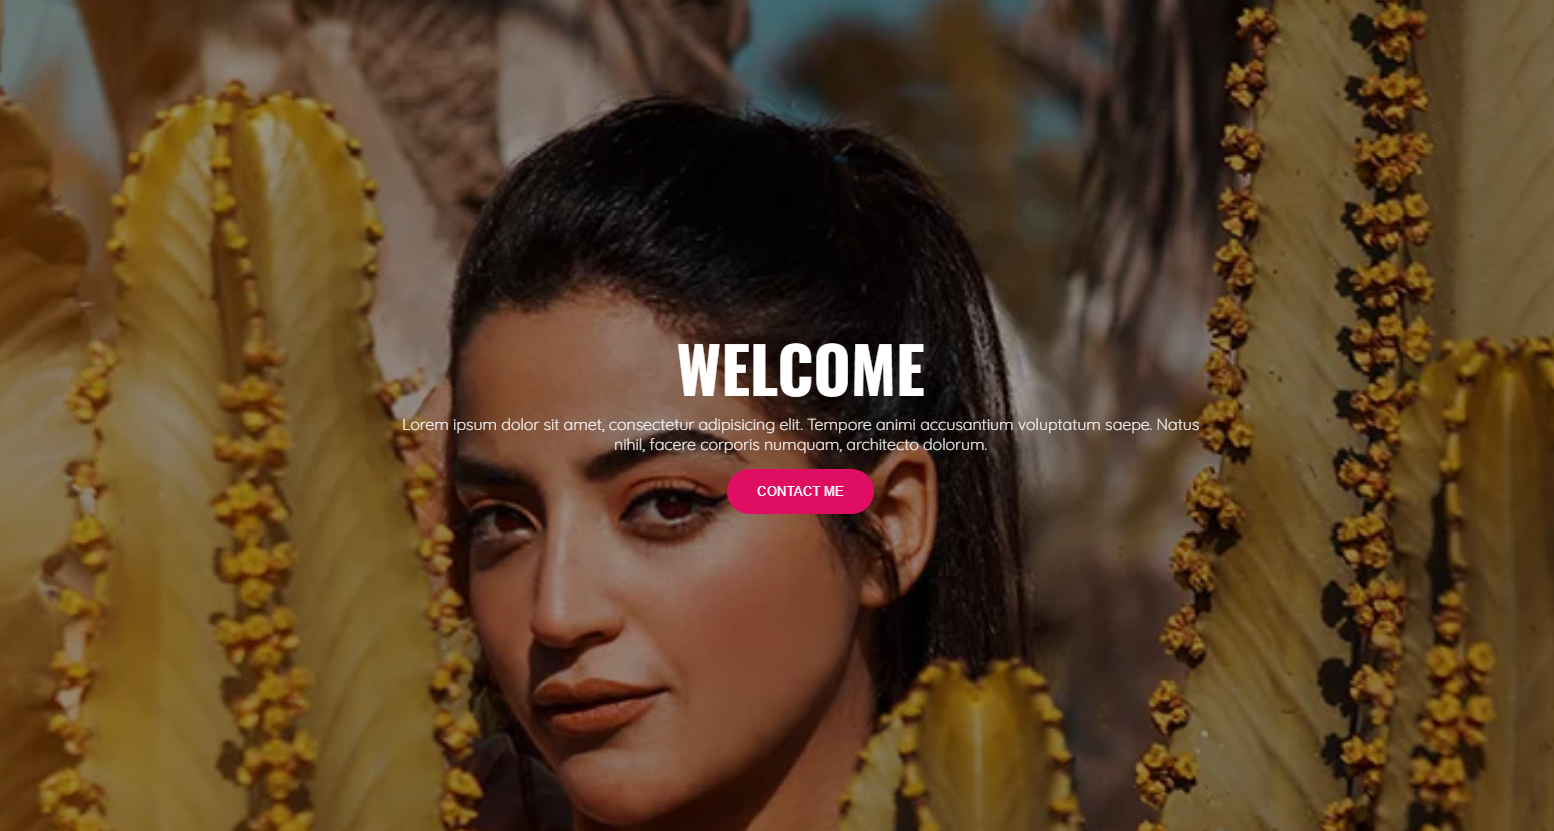 WELCOME
Lorem ipsum dolor sit amet, consectetur adipisicing elit. Tempore animi accusantium voluptatum saepe. Natus
nihil, facere corporis numquam, architecto dolorum.
CONTACT ME